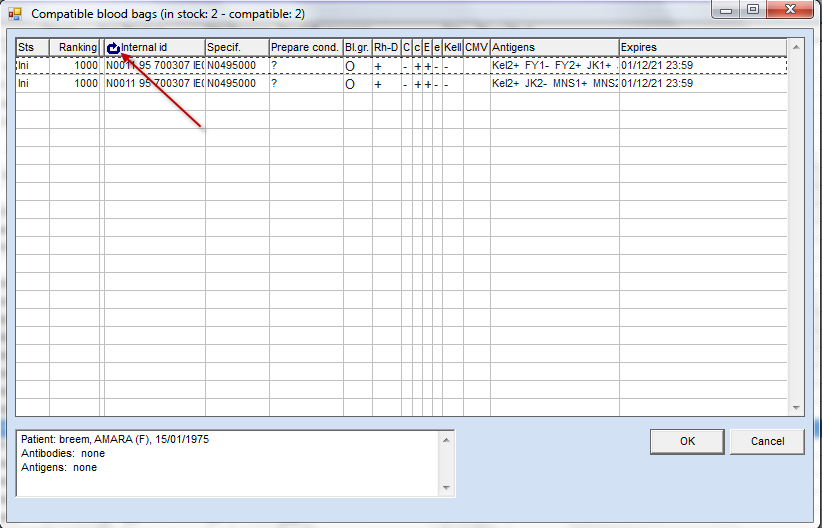 Compatible blood bags (in stock: 2 - compatible: 2)
Sts Ranking Internal id Specif. Prepare cond. Bl.gr. Rh-D C c E e Kell CMV Antigens Expires
Ini 1000 N0011 95 700307 IE( N0495000 ? O + - + + - - Kel2+ FY1- FY2+ JK1+ 01/12/21 23:59
Ini 1000 N0011 95 700307 IE( N0495000 ? O + - + + - - Kel2+ JK2- MNS1+ MNS2 01/12/21 23:59
Patient: breem, AMARA (F), 15/01/1975
Antibodies: none
Antigens: none
OK Cancel